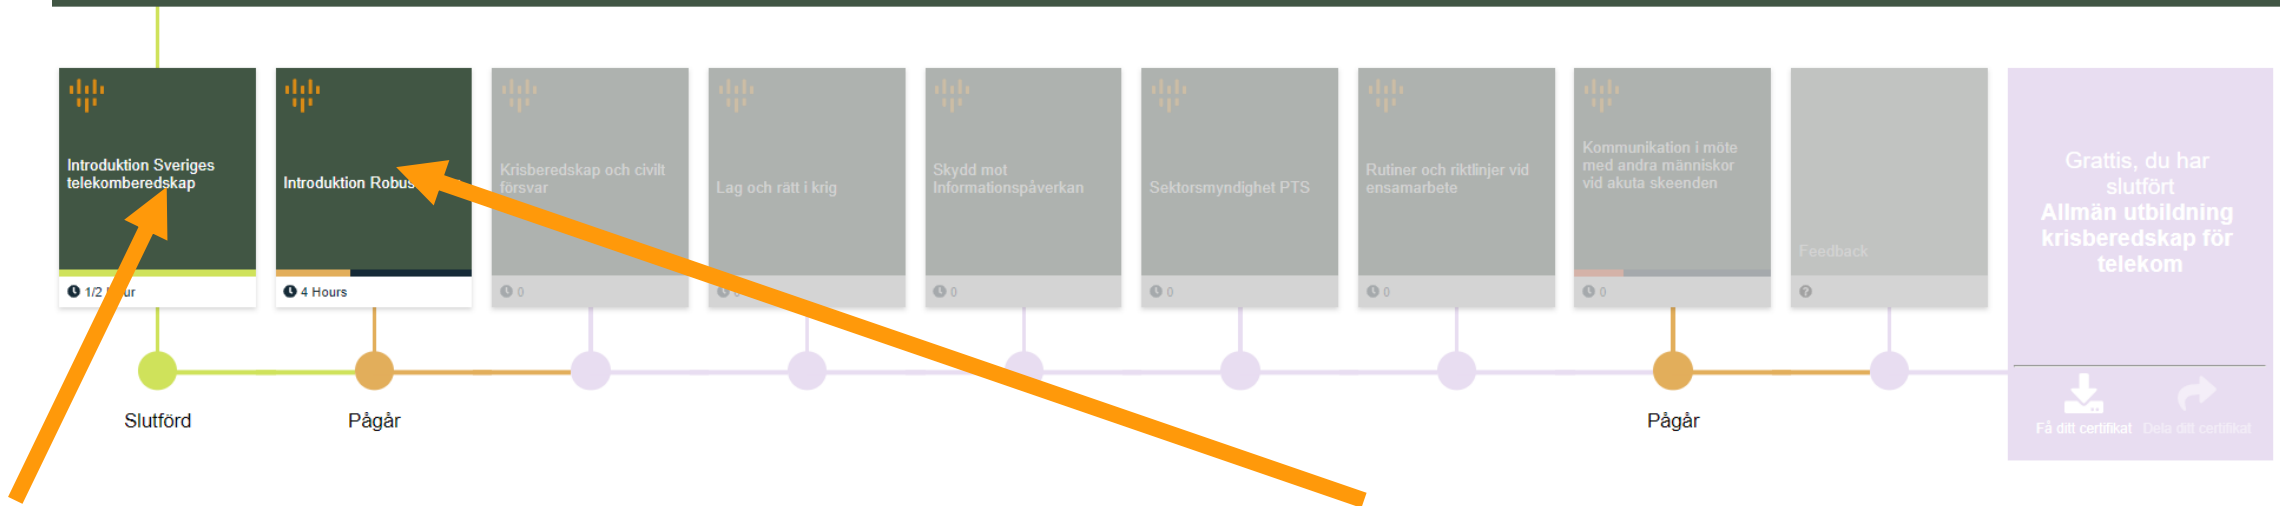 Introduktion Sveriges
telekomberedskap
1/2
Introduktion
4 Hours
Krisberedskap och civilt
försvar
0
Lag och rätt i krig
Skydd mot
Informationspåverkan
0
Sektorsmyndighet PTS
0
Rutiner och riktlinjer vid
ensamarbete
0
Kommunikation i möte
med andra människor
vid akuta skeenden
0
Feedback
Grattis, du har
slutfört
Allmän utbildning
krisberedskap för
telekom
Få ditt certifikat
Dela ditt certifikat
Slutförd
Pågår
Pågår